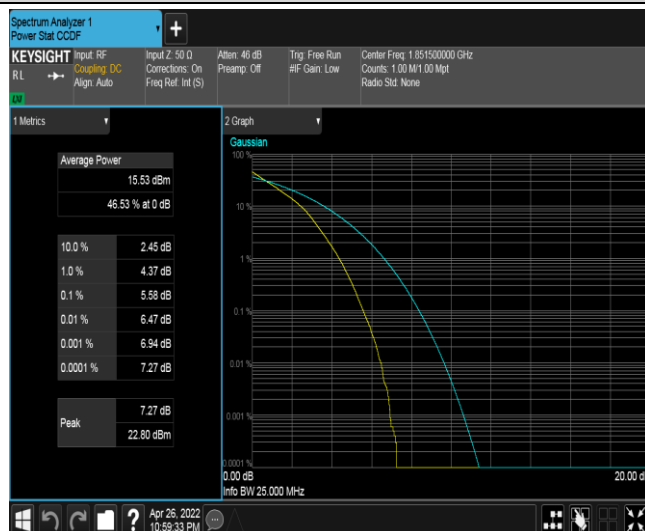 Spectrum Analyzer 1
Power Stat CCDF
+
KEYSIGHT
RL
Input: RF
Coupling: DC
Align: Auto
Input Z: 50 Ω
Corrections: On
Freq Ref: Int (S)
Atten: 46 dB
Preamp: Off
Trig: Free Run
#IF Gain: Low
Center Freq: 1.851500000 GHz
Counts: 1.00 M/1.00 Mpt
Radio Std: None
1 Metrics
Average Power
15.53 dBm
46.53 % at 0 dB
10.0 % 2.45 dB
1.0 % 4.37 dB
0.1 % 5.58 dB
0.01 % 6.47 dB
0.001 % 6.94 dB
0.0001 % 7.27 dB
Peak
7.27 dB
22.80 dBm
2 Graph
Gaussian
100 %
10 %
1 %
0.1 %
0.01 %
0.001 %
0.0001 %
0.00 dB
20.00 d
Info BW 25.000 MHz
?
Apr 26, 2022
10:59:33 PM